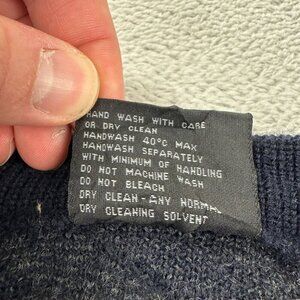 HAND WASH WITH CARE
OR DRY CLEAN
HANDWASH 40°C MAX
HANDWASH SEPARATELY
WITH MINIMUM OF HANDLING
DO NOT MACHINE WASH
DO NOT BLEACH
DRY CLEAN-ANY NORMAL
DRY CLEANING SOLVENT